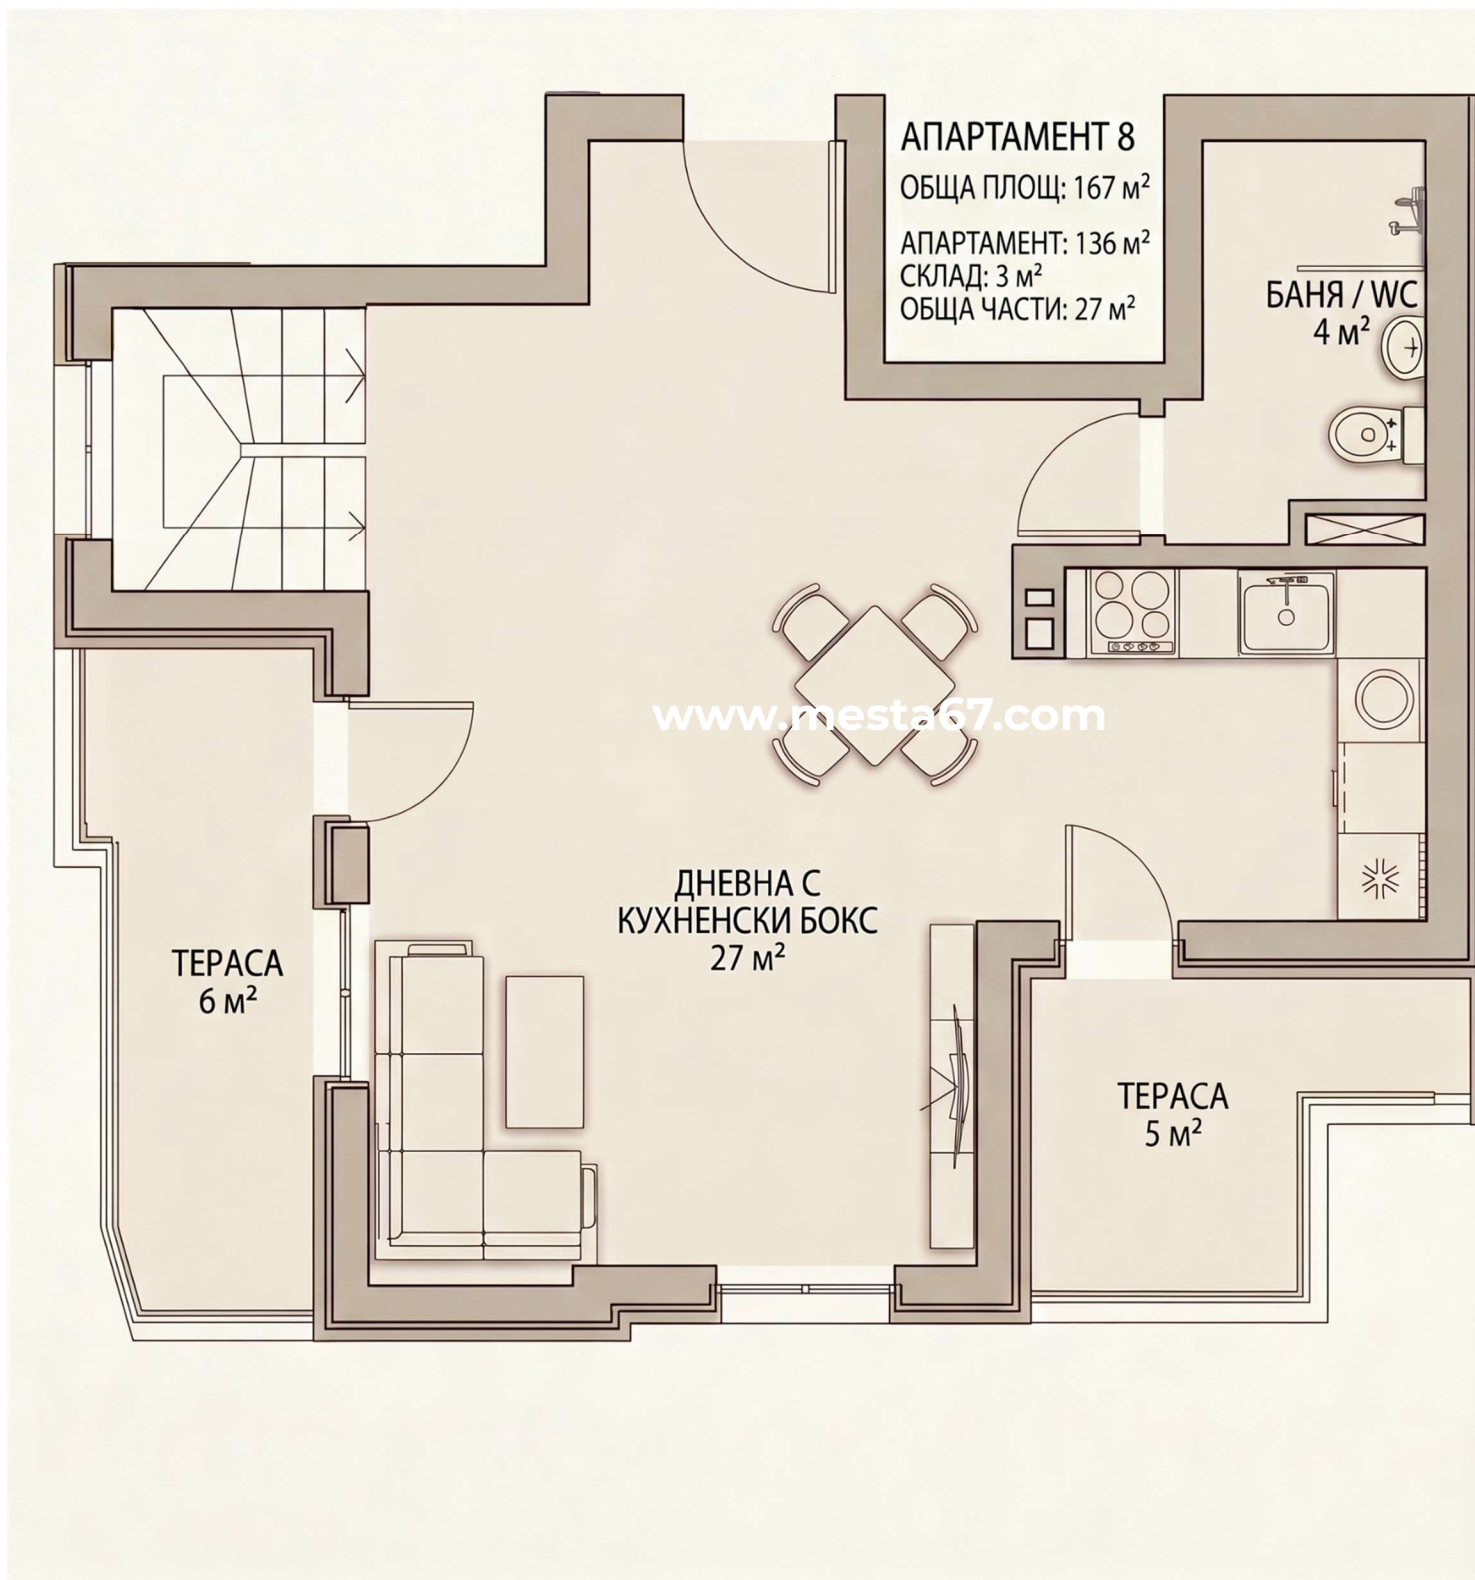 АПАРТАМЕНТ 8
ОБЩА ПЛОЩ: 167 м²
АПАРТАМЕНТ: 136 м²
СКЛАД: 3 м²
ОБЩА ЧАСТИ: 27 м²
БАНЯ / WC
4 м²
www.mesta67.com
ДНЕВНА С
КУХНЕНСКИ БОКС
27 м²
ТЕРАСА
6 м²
ТЕРАСА
5 м²